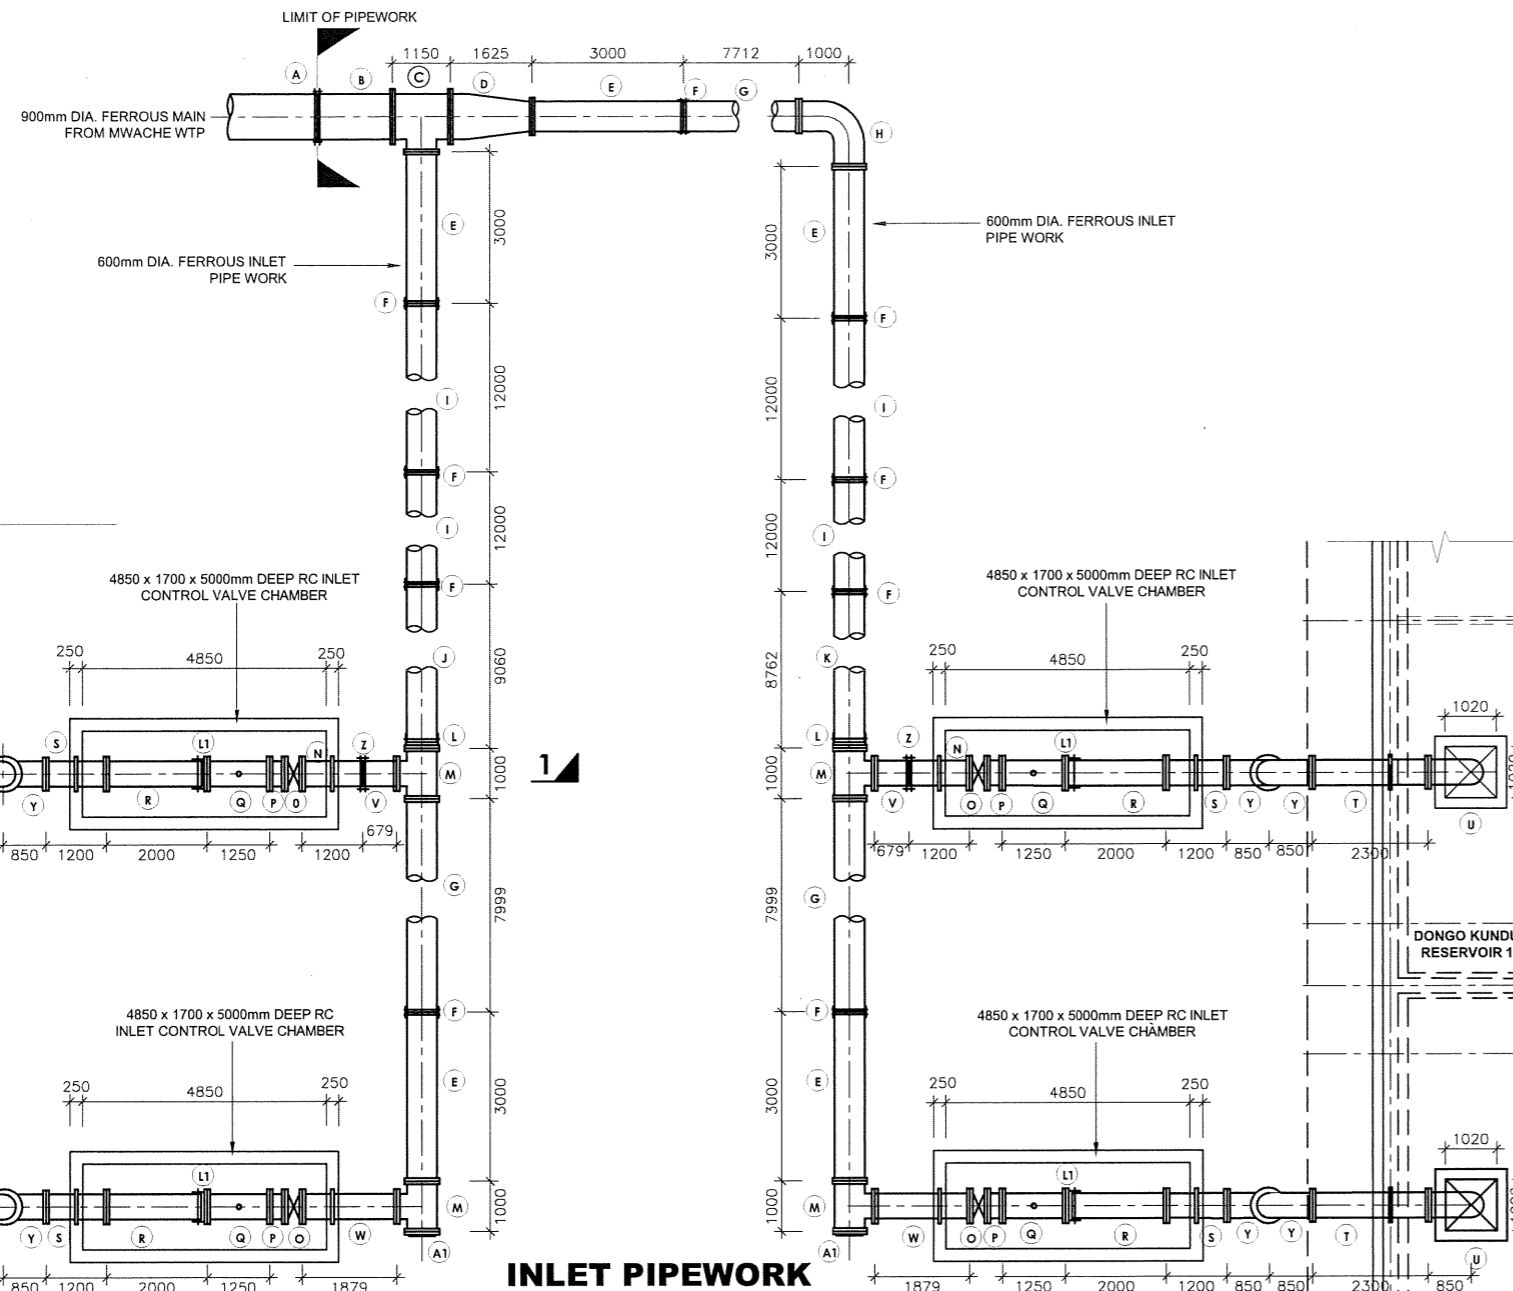 LIMIT OF PIPEWORK
1150 1625 3000 7712 1000
A B C D E F G
900mm DIA. FERROUS MAIN
FROM MWACHE WTP
H
E 3000 3000 E
600mm DIA. FERROUS INLET
PIPE WORK
600mm DIA. FERROUS INLET
PIPE WORK
F F
I 12000 12000 I
F F
I 12000 12000 I
F F
4850 x 1700 x 5000mm DEEP RC INLET
CONTROL VALVE CHAMBER
4850 x 1700 x 5000mm DEEP RC INLET
CONTROL VALVE CHAMBER
250 4850 250
J 9060 8762 K
250 4850 250
1020
S L1 N Z L 1 L Z N L1
M 1000 1000 M
Y R Q P O V V O P Q R S Y Y T U
850 1200 2000 1250 1200 679
679 1200 1250 2000 1200 850 850 2300
G 7999 7999 G
DONGO KUNDU
RESERVOIR 1
F F
4850 x 1700 x 5000mm DEEP RC
INLET CONTROL VALVE CHAMBER
4850 x 1700 x 5000mm DEEP RC INLET
CONTROL VALVE CHAMBER
E 3000 3000 E
250 4850 250
250 4850 250
1020
L1 L1
M 1000 1000 M
Y S R Q P O W W O P Q R S Y Y T U
A1 A1
850 1200 2000 1250 1879
1879 1250 2000 1200 850 850 2300 850
INLET PIPEWORK